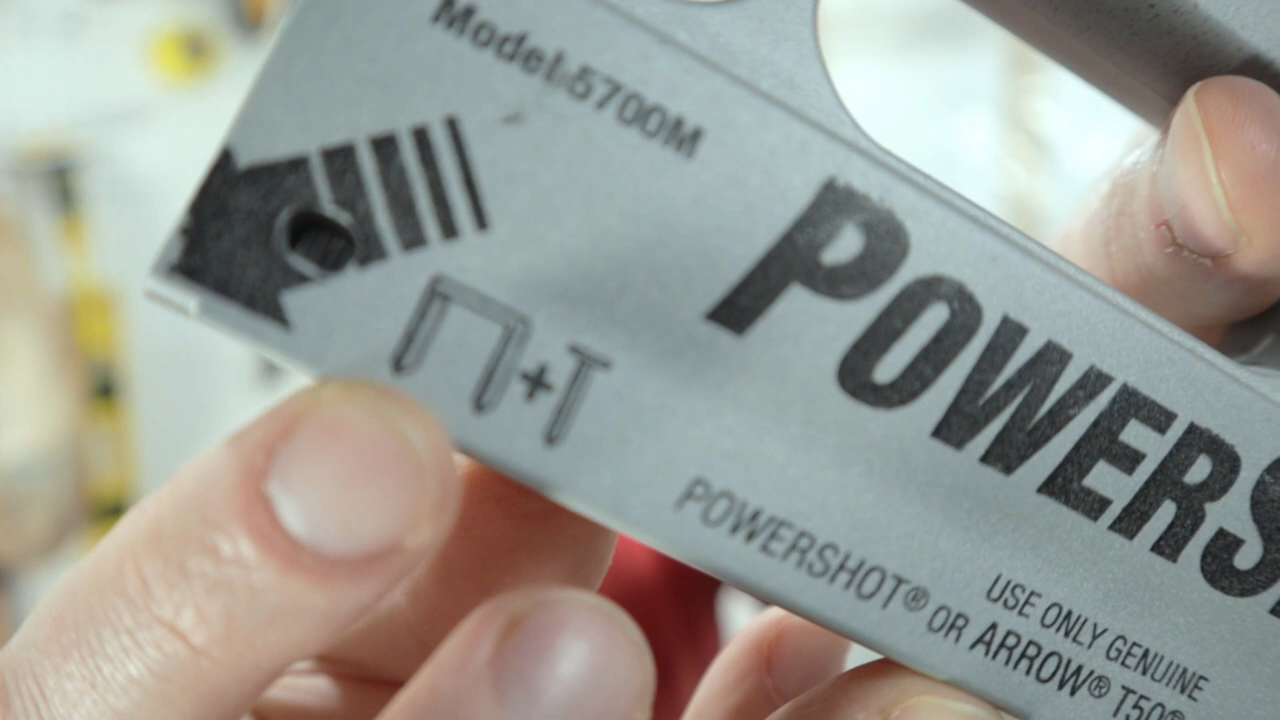 Model:5700M
+
POWERS
USE ONLY GENUINE
POWERSHOT® OR ARROW® T50®